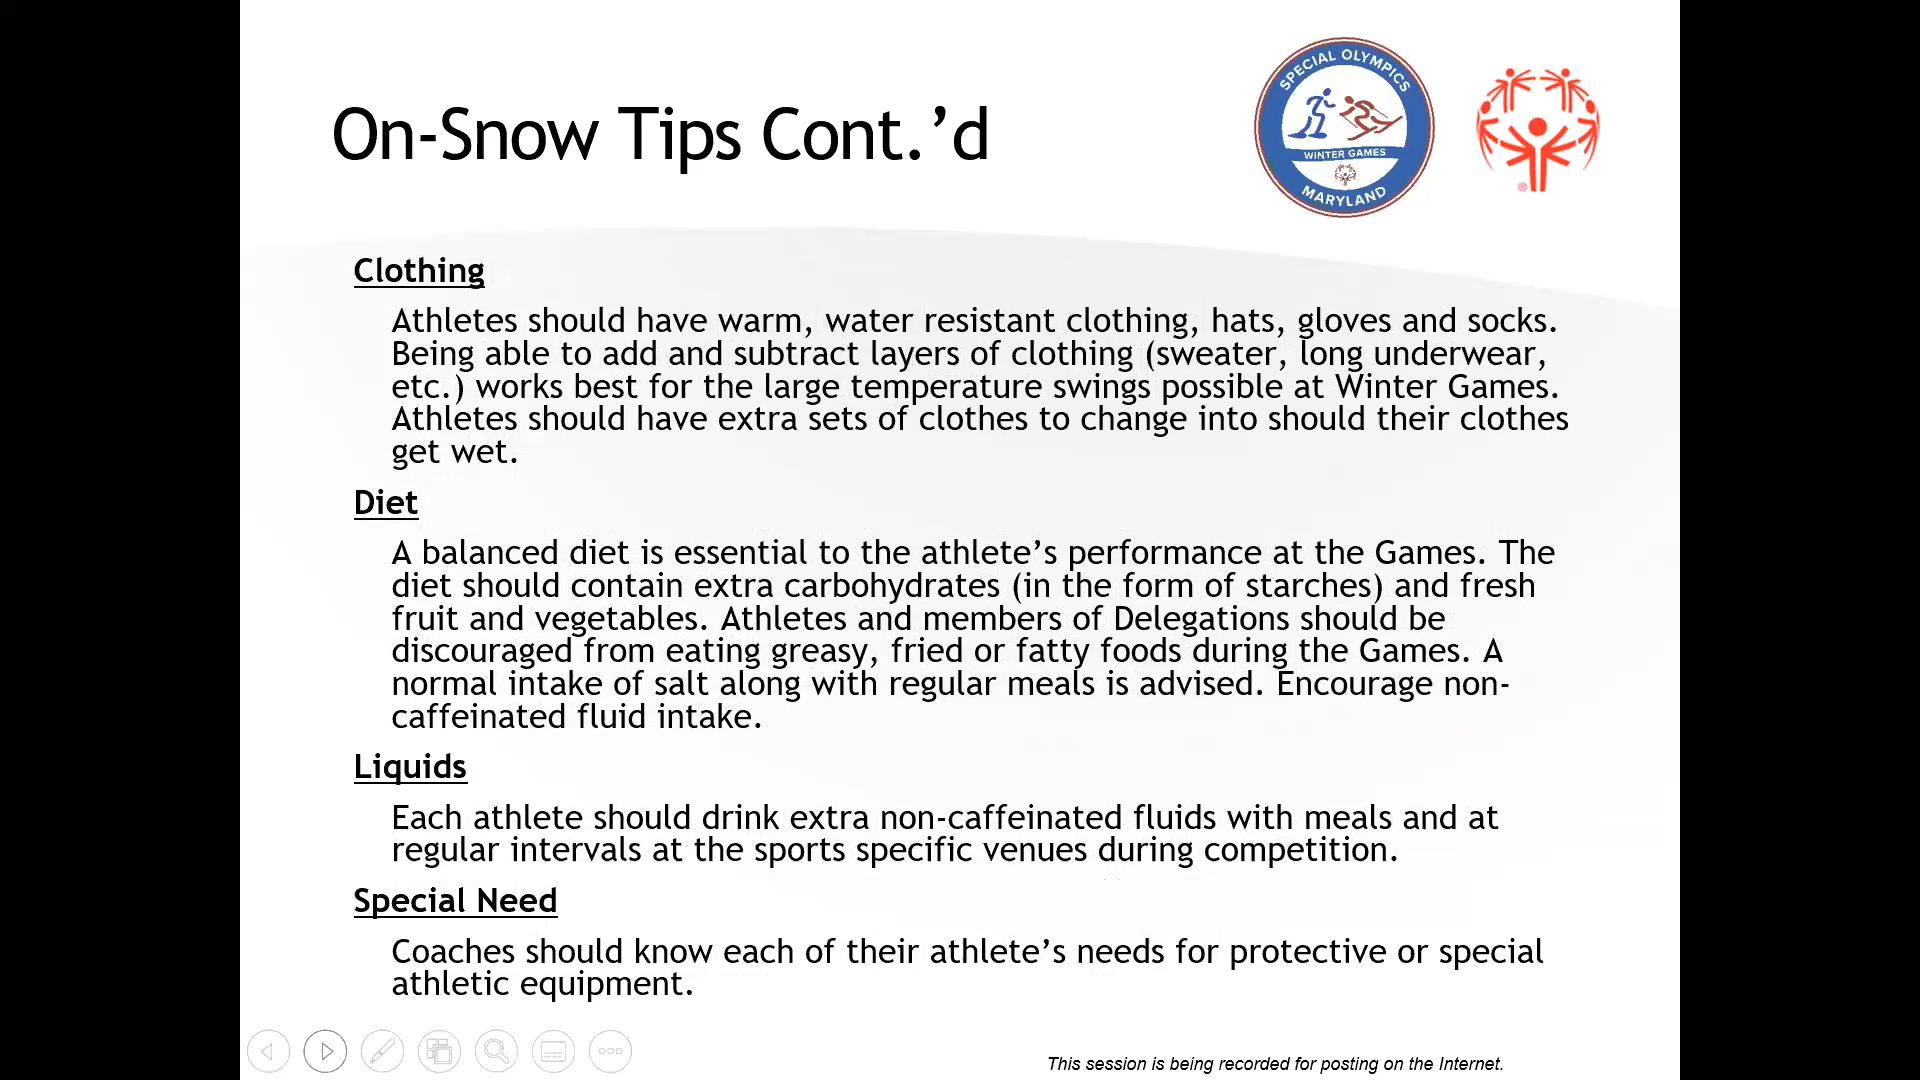 On-Snow Tips Cont.’d
SPECIAL OLYMPICS
WINTER GAMES
MARYLAND
®
Clothing
Athletes should have warm, water resistant clothing, hats, gloves and socks.
Being able to add and subtract layers of clothing (sweater, long underwear,
etc.) works best for the large temperature swings possible at Winter Games.
Athletes should have extra sets of clothes to change into should their clothes
get wet.
Diet
A balanced diet is essential to the athlete’s performance at the Games. The
diet should contain extra carbohydrates (in the form of starches) and fresh
fruit and vegetables. Athletes and members of Delegations should be
discouraged from eating greasy, fried or fatty foods during the Games. A
normal intake of salt along with regular meals is advised. Encourage non-
caffeinated fluid intake.
Liquids
Each athlete should drink extra non-caffeinated fluids with meals and at
regular intervals at the sports specific venues during competition.
Special Need
Coaches should know each of their athlete’s needs for protective or special
athletic equipment.
This session is being recorded for posting on the Internet.